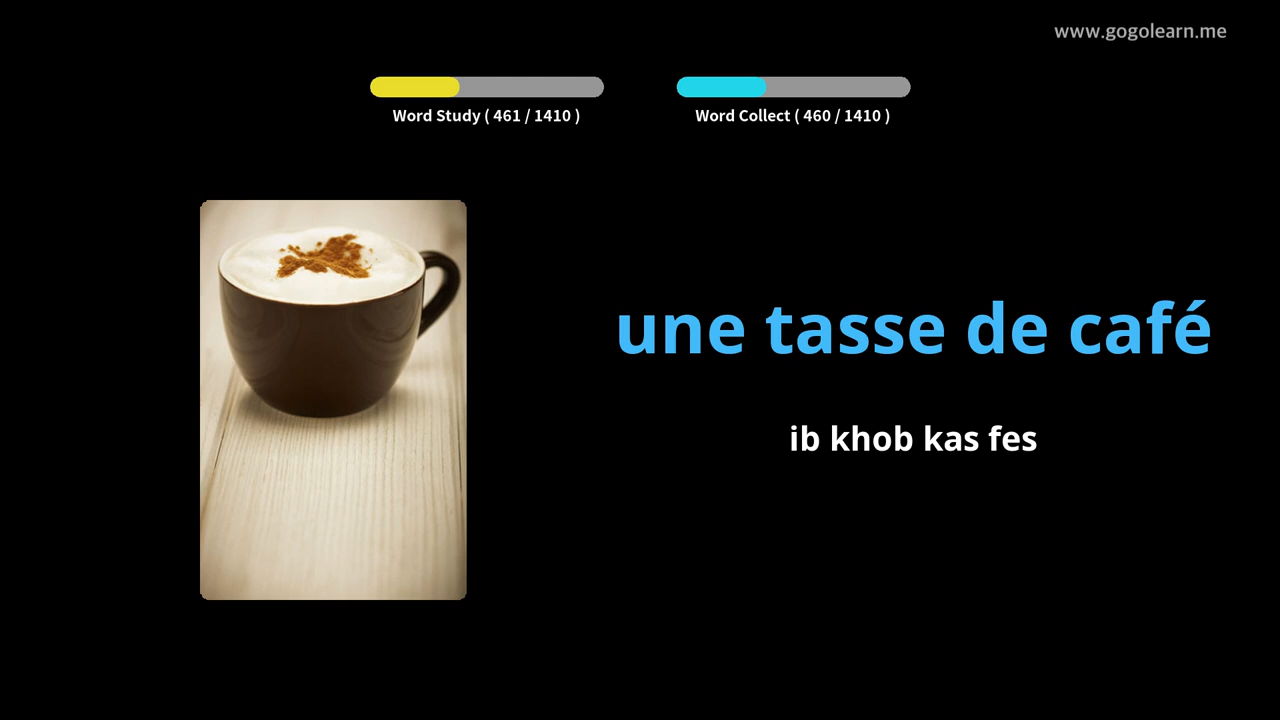 www.gogolearn.me
Word Study ( 461 / 1410 )
Word Collect ( 460 / 1410 )
une tasse de café
ib khob kas fes